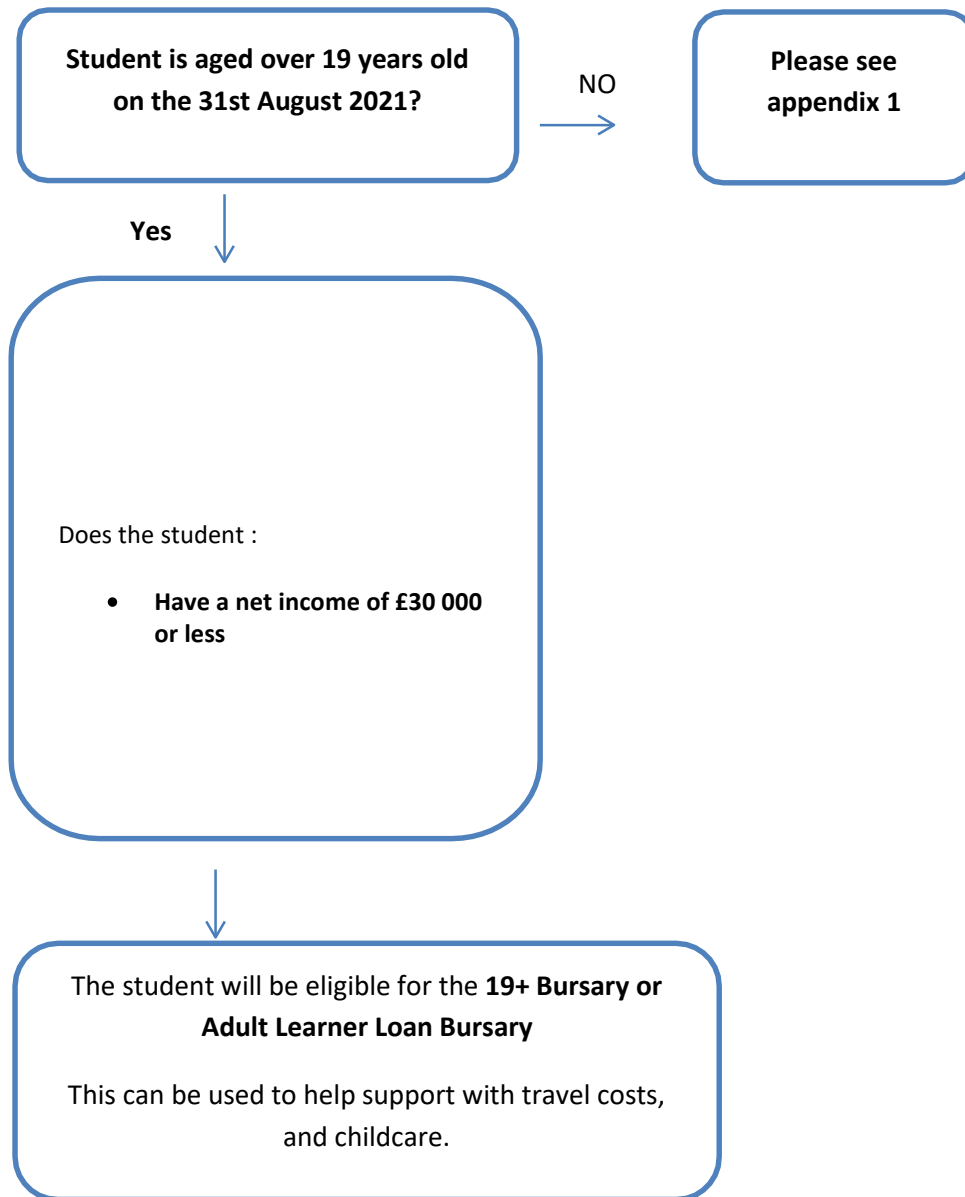 Student is aged over 19 years old
on the 31st August 2021?
NO
Please see
appendix 1
Yes
Does the student :
• Have a net income of £30 000
or less
The student will be eligible for the 19+ Bursary or
Adult Learner Loan Bursary
This can be used to help support with travel costs,
and childcare.